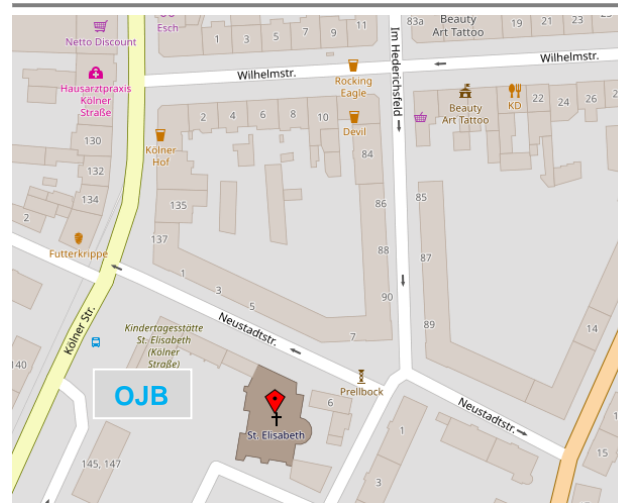 Netto Discount
Esch
1
3
5
7
9
11
83a
Beauty
Art Tattoo
19
21
23
25
Hausarztpraxis
Kölner
Straße
Wilhelmstr.
Rocking
Eagle
Im Hederichsfeld
Wilhelmstr.
130
132
134
2
Kölner
Hof
2
4
6
8
10
Devil
84
Beauty
Art Tattoo
KD
22
24
26
135
137
86
88
90
85
87
89
Futterkrippe
1
3
5
7
Neustadtstr.
14
Kölner Str.
Kindertagesstätte
St. Elisabeth
(Kölner
Straße)
140
OJB
St. Elisabeth
6
Prellbock
Neustadtstr.
1
3
15
145, 147